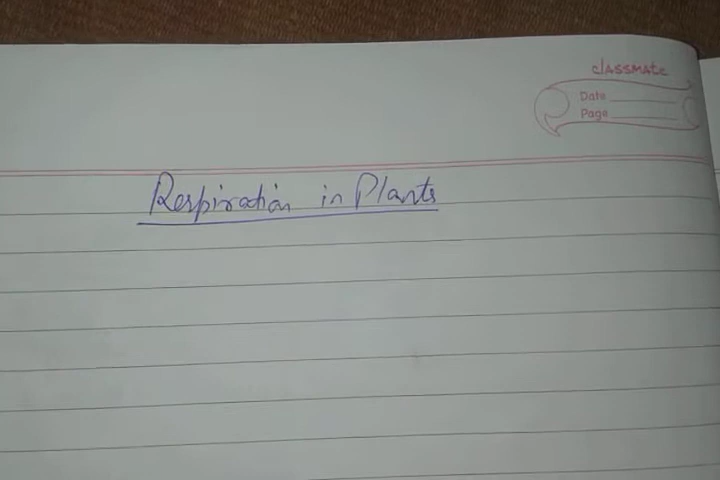 classmate
Date
Page
Respiration in Plants